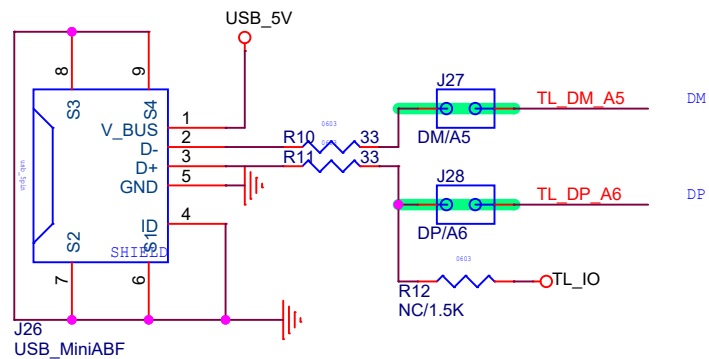 USB_5V
8
9
S3
S4
usb_5pin
1
V_BUS
2
D-
3
D+
5
GND
4
ID
S2
S1
SHIELD
7
6
J26
USB_MiniABF
0603
R10
33
R11
33
J27
DM/A5
TL_DM_A5
DM
J28
DP/A6
TL_DP_A6
DP
0603
R12
NC/1.5K
TL_IO